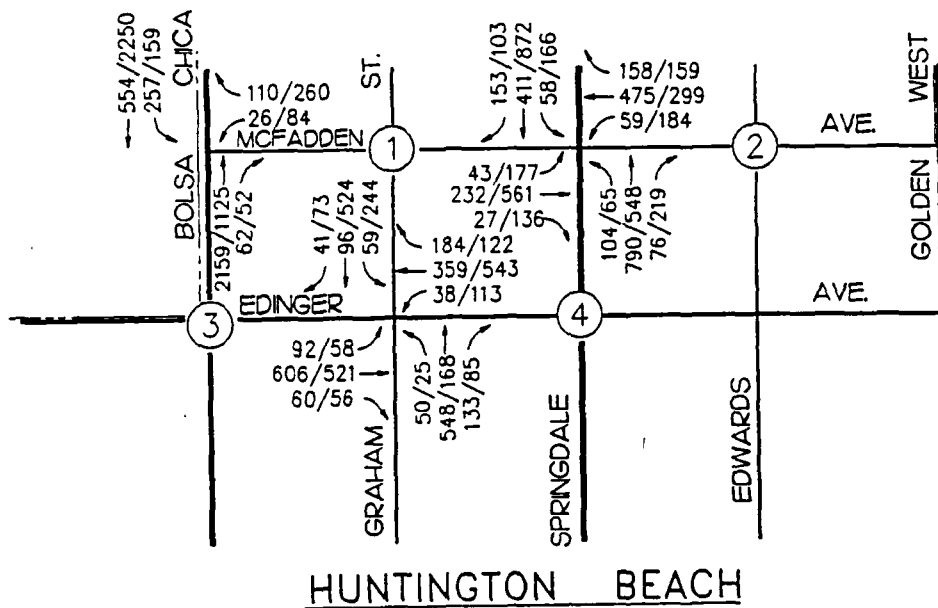 554/2250
257/159
CHICA
110/260
26/84
MCFADDEN
ST.
1
153/103
411/872
58/166
158/159
475/299
59/184
2
AVE.
WEST
BOLSA
2159/1125
62/52
41/73
96/524
59/244
43/177
232/561
27/136
104/65
790/548
76/219
GOLDEN
184/122
359/543
38/113
3
EDINGER
4
AVE.
92/58
606/521
60/56
50/25
548/168
133/85
GRAHAM
SPRINGDALE
EDWARDS
HUNTINGTON BEACH